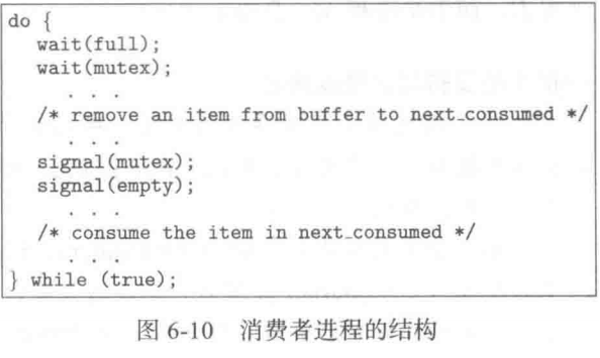 do {
wait(full);
wait(mutex);
. . .
/* remove an item from buffer to next_consumed */
. . .
signal(mutex);
signal(empty);
. . .
/* consume the item in next_consumed */
. . .
} while (true);
图 6-10 消费者进程的结构